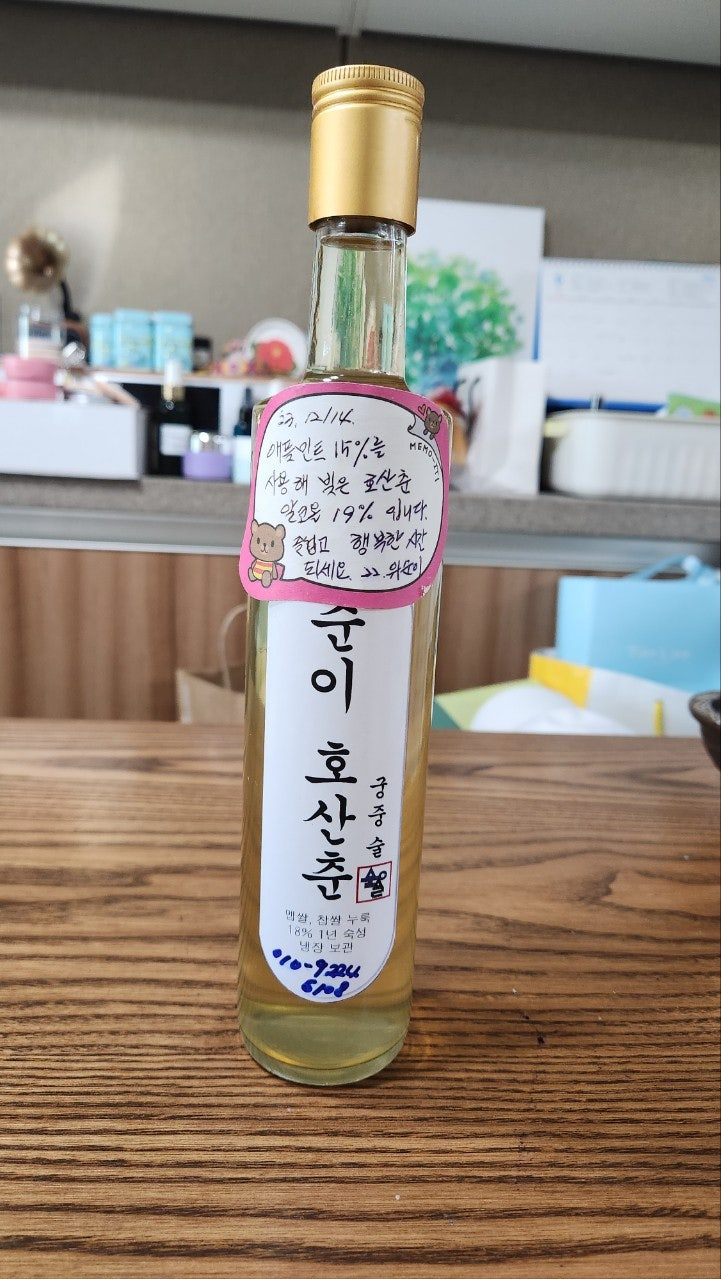 23. 12/14.
MEMO
애플민트 15%를
사용해 빚은 호산춘
알코올 19% 입니다.
즐겁고 행복한 시간
되세요. 22.
순이
호산춘
궁중술
술
멥쌀, 찹쌀 누룩
18% 1년 숙성
냉장 보관
010-9224
6108